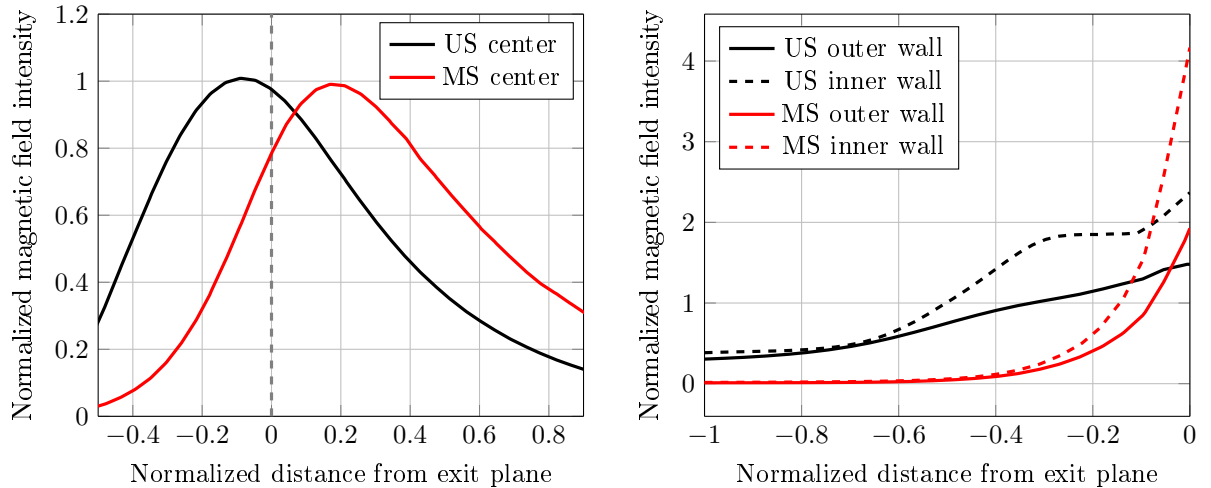 Normalized magnetic field intensity
1.2
1
0.8
0.6
0.4
0.2
0
−0.4
−0.2
0
0.2
0.4
0.6
0.8
Normalized distance from exit plane
US center
MS center
Normalized magnetic field intensity
4
3
2
1
0
−1
−0.8
−0.6
−0.4
−0.2
0
Normalized distance from exit plane
US outer wall
US inner wall
MS outer wall
MS inner wall